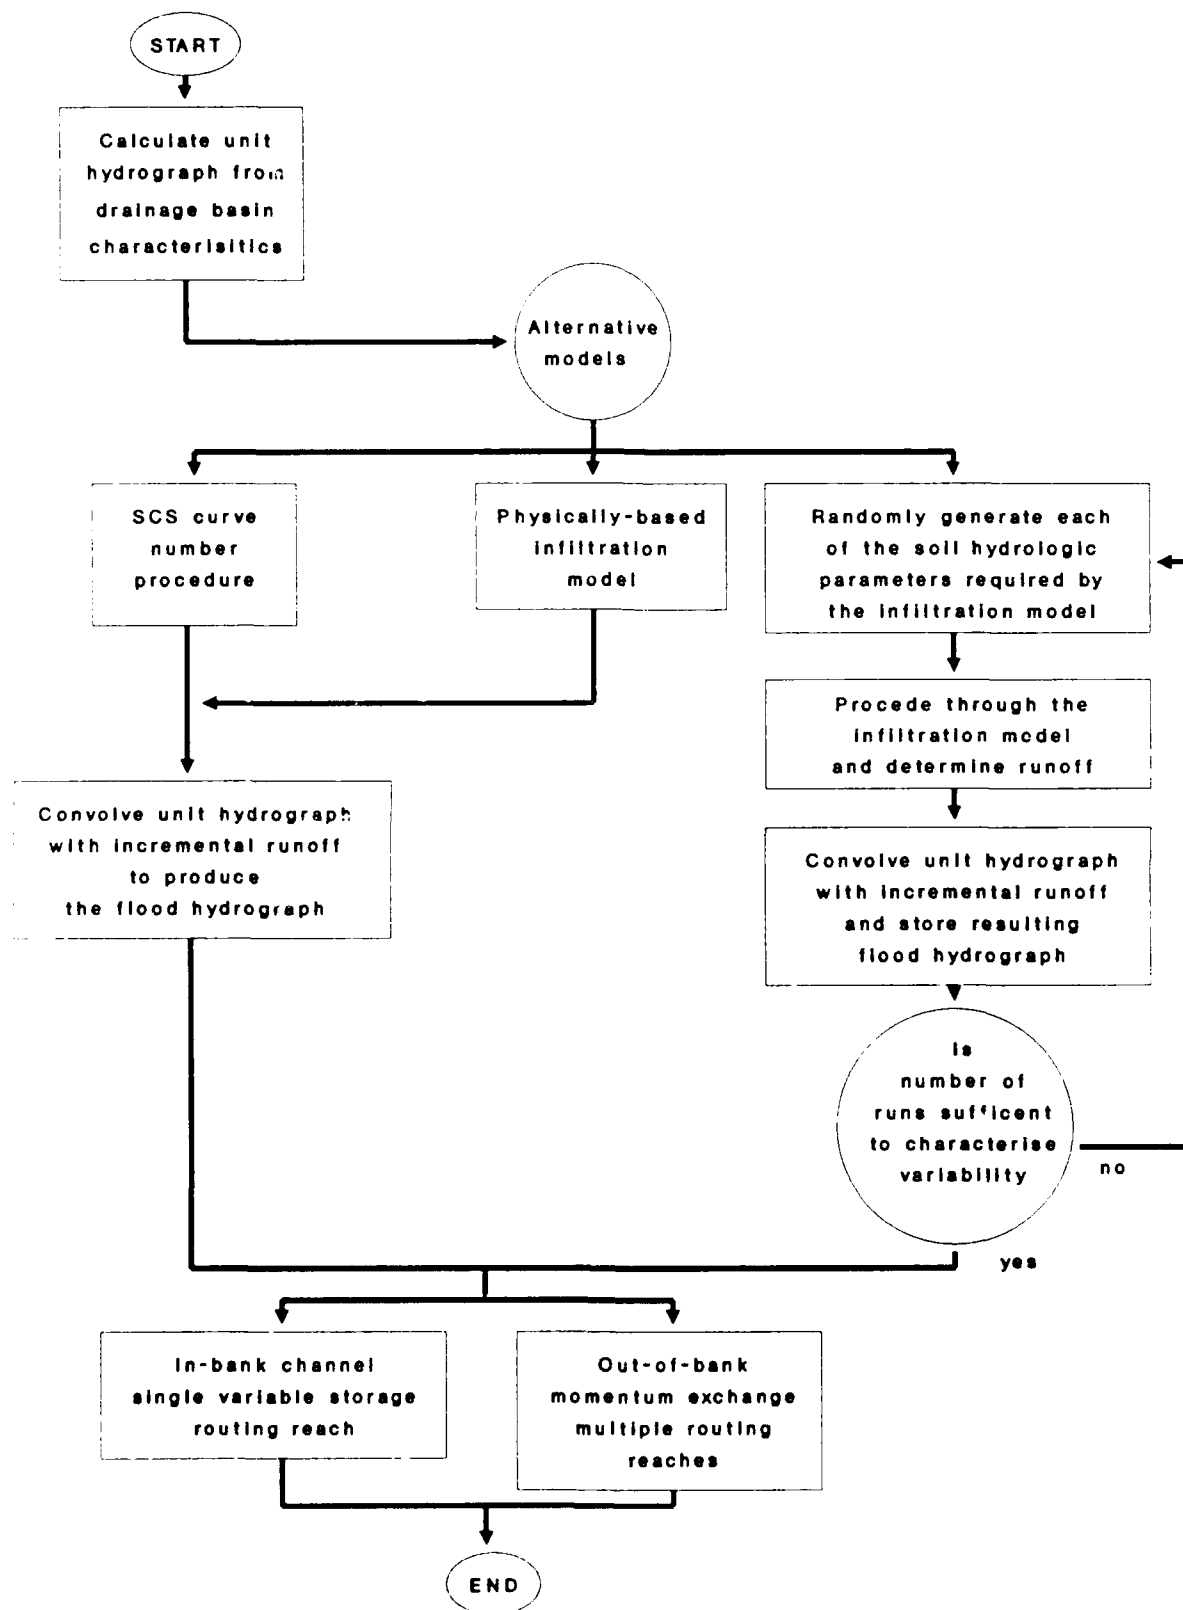 START
Calculate unit
hydrograph from
drainage basin
characterisitics
Alternative
models
SCS curve
number
procedure
Physically-based
infiltration
model
Randomly generate each
of the soil hydrologic
parameters required by
the infiltration model
Procede through the
infiltration model
and determine runoff
Convolve unit hydrograph
with incremental runoff
to produce
the flood hydrograph
Convolve unit hydrograph
with incremental runoff
and store resulting
flood hydrograph
is
number of
runs sufficent
to characterise
variability
no
yes
In-bank channel
single variable storage
routing reach
Out-of-bank
momentum exchange
multiple routing
reaches
END